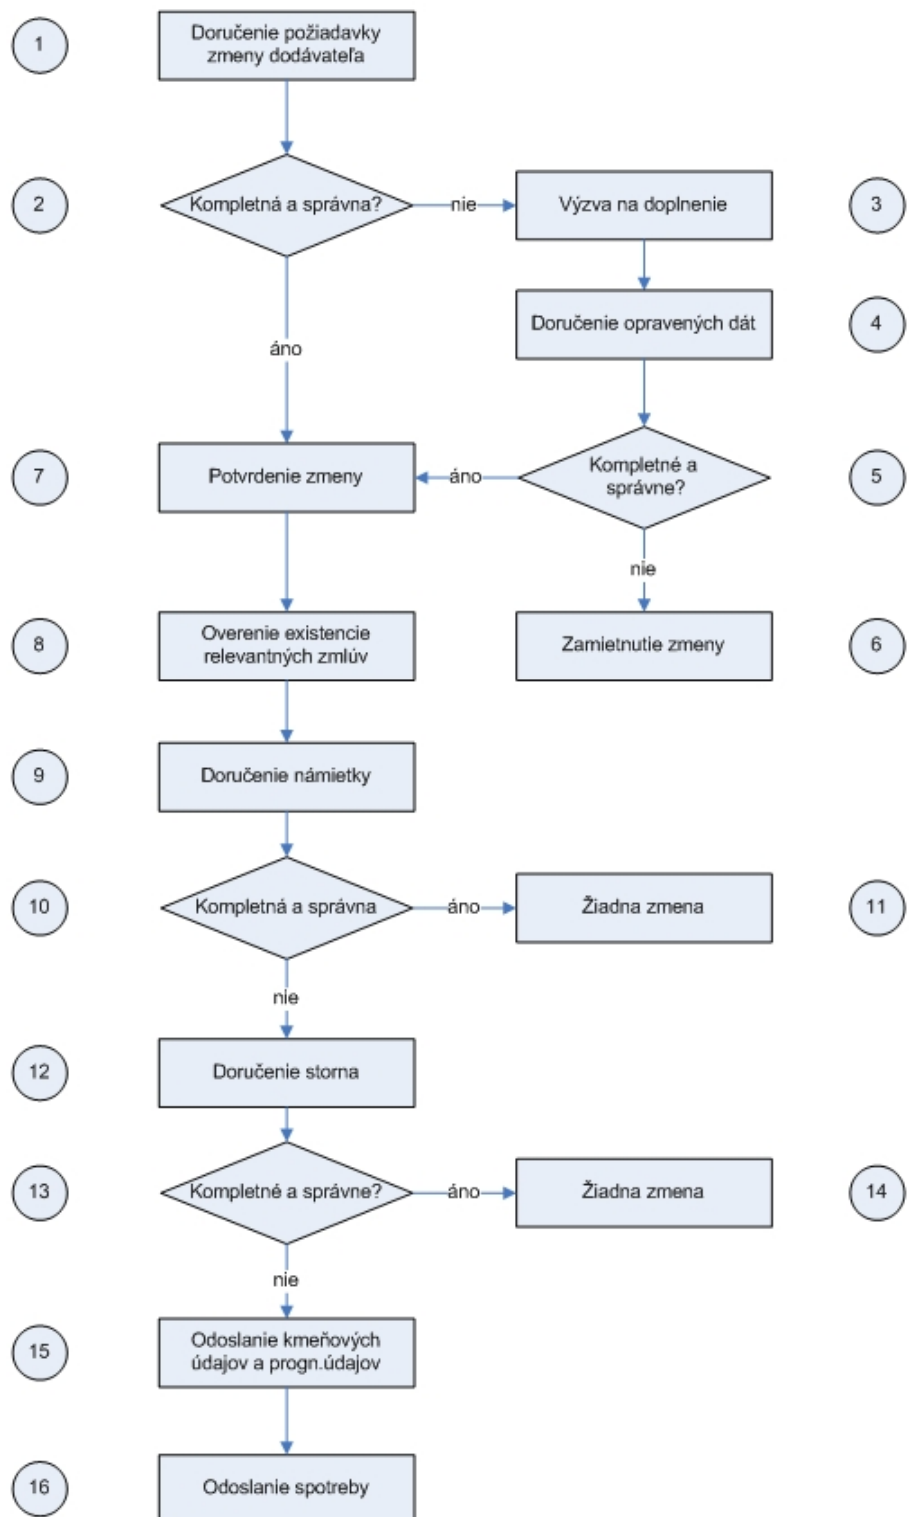 1
Doručenie požiadavky
zmeny dodávateľa
2
Kompletná a správna?
nie
Výzva na doplnenie
3
Doručenie opravených dát
4
áno
7
Potvrdenie zmeny
áno
Kompletné a
správne?
5
nie
8
Overenie existencie
relevantných zmlúv
Zamietnutie zmeny
6
9
Doručenie námietky
10
Kompletná a správna
áno
Žiadna zmena
11
nie
12
Doručenie storna
13
Kompletné a správne?
áno
Žiadna zmena
14
nie
15
Odoslanie kmeňových
údajov a progn.údajov
16
Odoslanie spotreby